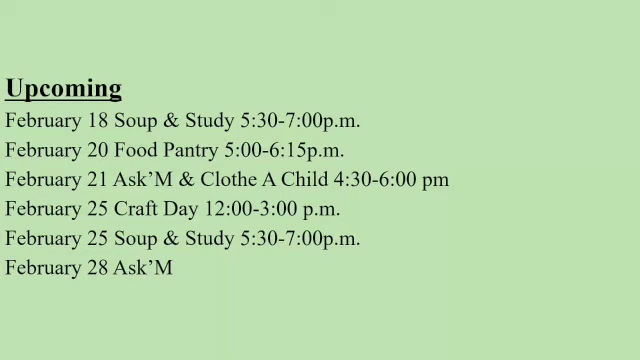 Upcoming
February 18 Soup & Study 5:30-7:00p.m.
February 20 Food Pantry 5:00-6:15p.m.
February 21 Ask’M & Clothe A Child 4:30-6:00 pm
February 25 Craft Day 12:00-3:00 p.m.
February 25 Soup & Study 5:30-7:00p.m.
February 28 Ask’M